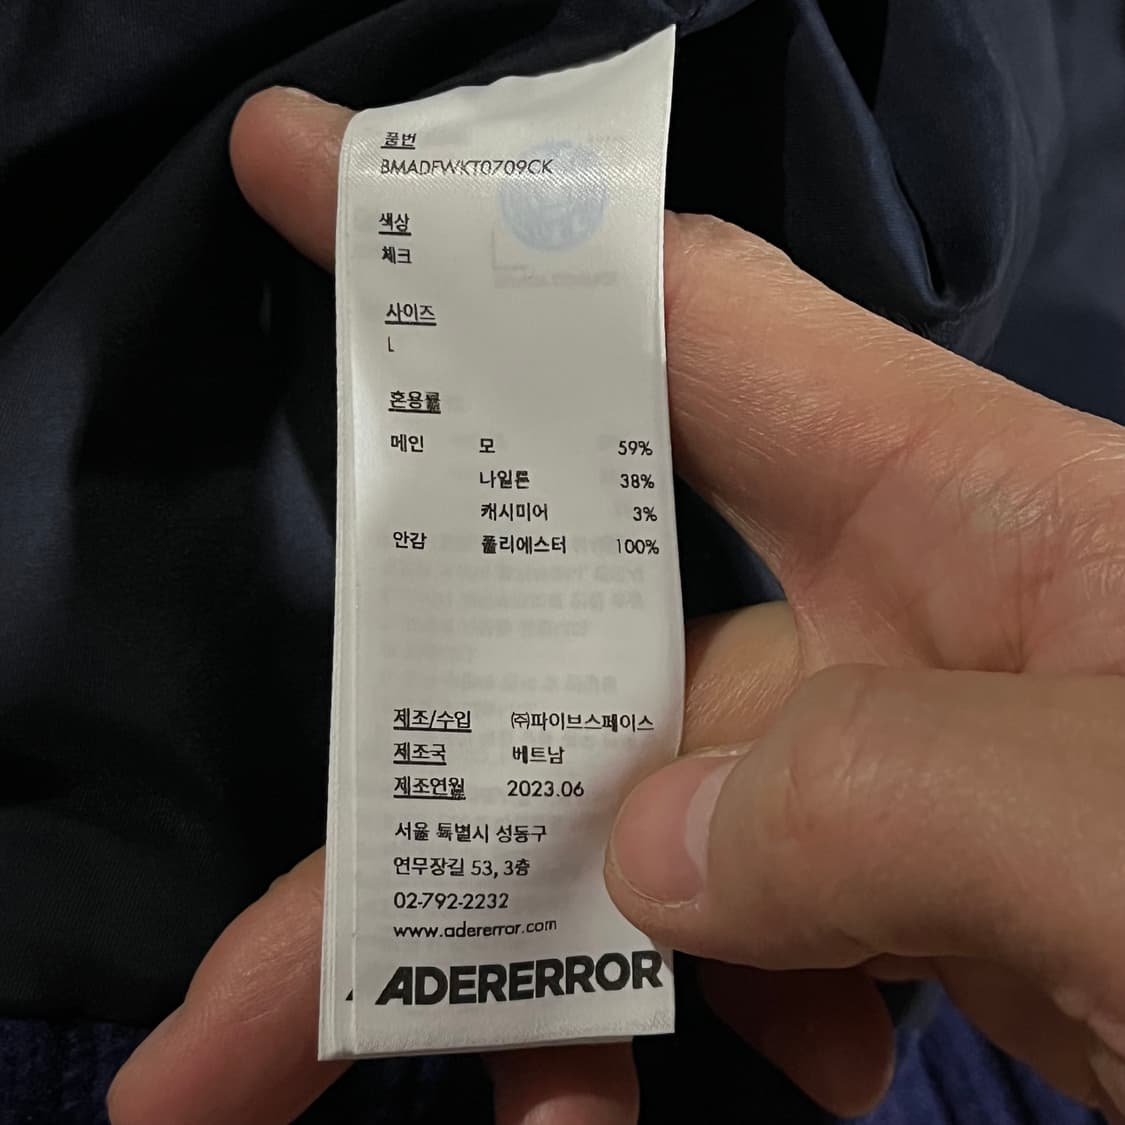 품번
BMADFWKT0709CK
색상
체크
사이즈
L
혼용률
메인 모 59%
나일론 38%
캐시미어 3%
안감 폴리에스터 100%
제조/수입 ㈜파이브스페이스
제조국 베트남
제조연월 2023.06
서울 특별시 성동구
연무장길 53, 3층
02-792-2232
www.adererror.com
ADERERROR